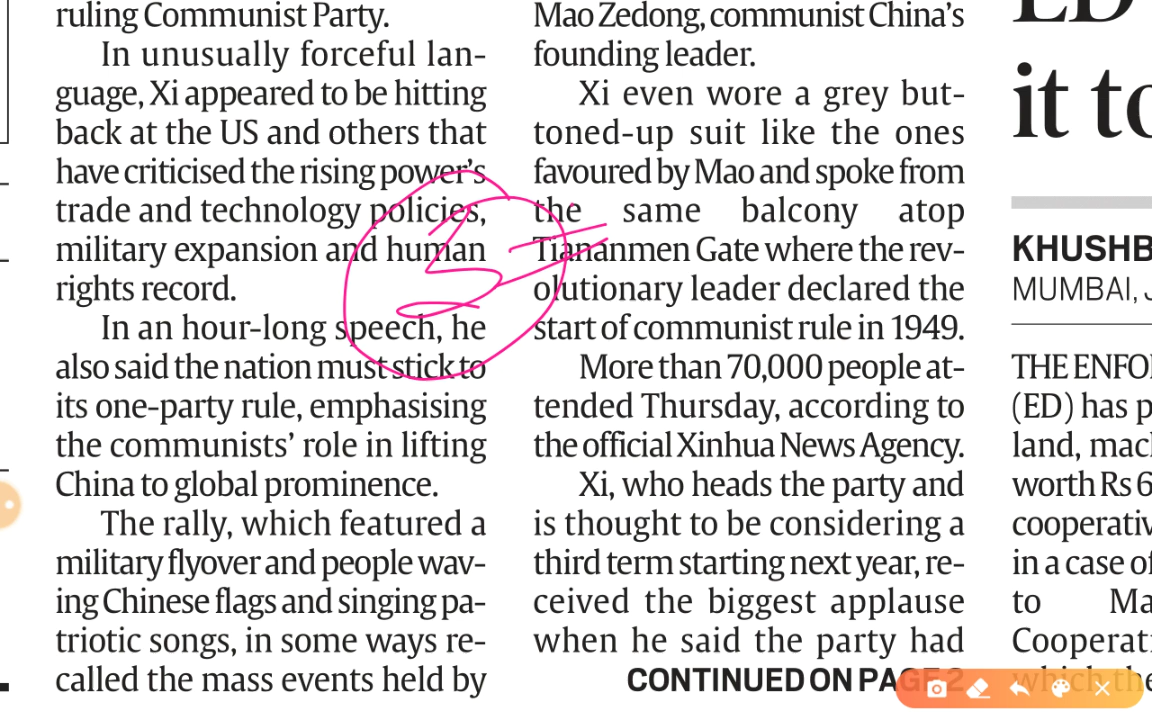 ruling Communist Party.
In unusually forceful lan-
guage, Xi appeared to be hitting
back at the US and others that
have criticised the rising power's
trade and technology policies,
military expansion and human
rights record.
In an hour-long speech, he
also said the nation must stick to
its one-party rule, emphasising
the communists' role in lifting
China to global prominence.
The rally, which featured a
military flyover and people wav-
ing Chinese flags and singing pa-
triotic songs, in some ways re-
called the mass events held by
Mao Zedong, communist China's
founding leader.
Xi even wore a grey but-
toned-up suit like the ones
favoured by Mao and spoke from
the same balcony atop
Tiananmen Gate where the rev-
olutionary leader declared the
start of communist rule in 1949.
More than 70,000 people at-
tended Thursday, according to
the official Xinhua News Agency.
Xi, who heads the party and
is thought to be considering a
third term starting next year, re-
ceived the biggest applause
when he said the party had
CONTINUED ON PAGE 2
it to
KHUSHB
MUMBAI, J
THE ENFO
(ED) has p
land, mac
worth Rs 6
cooperativ
in a case of
to Ma
Cooperati
which the